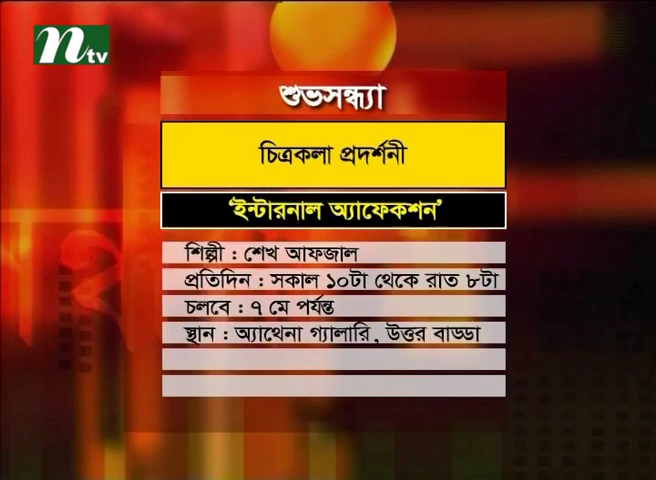 ntv
শুভসন্ধ্যা
চিত্রকলা প্রদর্শনী
‘ইন্টারনাল অ্যাফেকশন’
শিল্পী : শেখ আফজাল
প্রতিদিন : সকাল ১০টা থেকে রাত ৮টা
চলবে : ৭ মে পর্যন্ত
স্থান : অ্যাথেনা গ্যালারি, উত্তর বাড্ডা